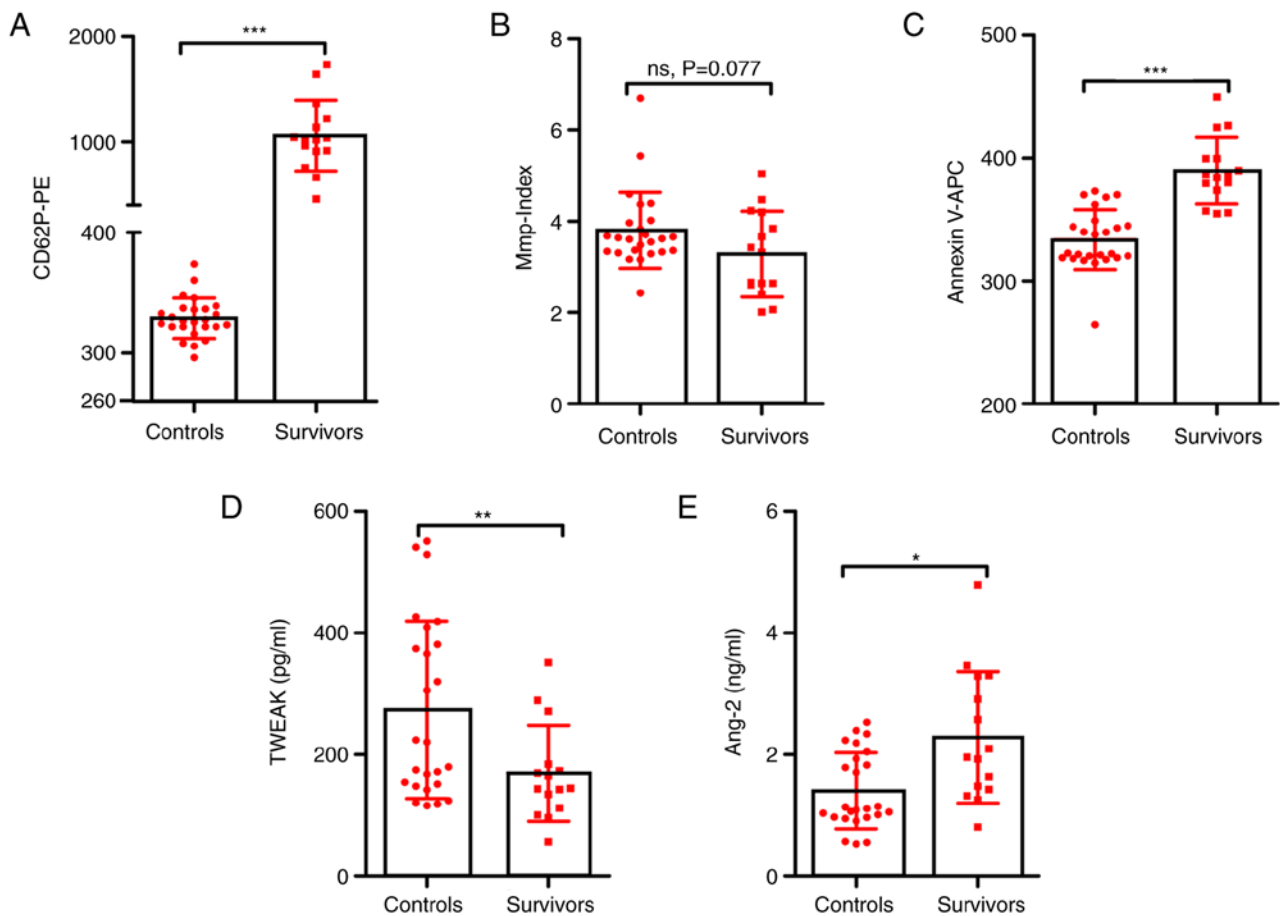 A
CD62P-PE
2000
1000
400
300
260
***
Controls
Survivors
B
Mmp-Index
8
6
4
2
0
ns, P=0.077
Controls
Survivors
C
Annexin V-APC
500
400
300
200
***
Controls
Survivors
D
TWEAK (pg/ml)
600
400
200
0
**
Controls
Survivors
E
Ang-2 (ng/ml)
6
4
2
0
*
Controls
Survivors